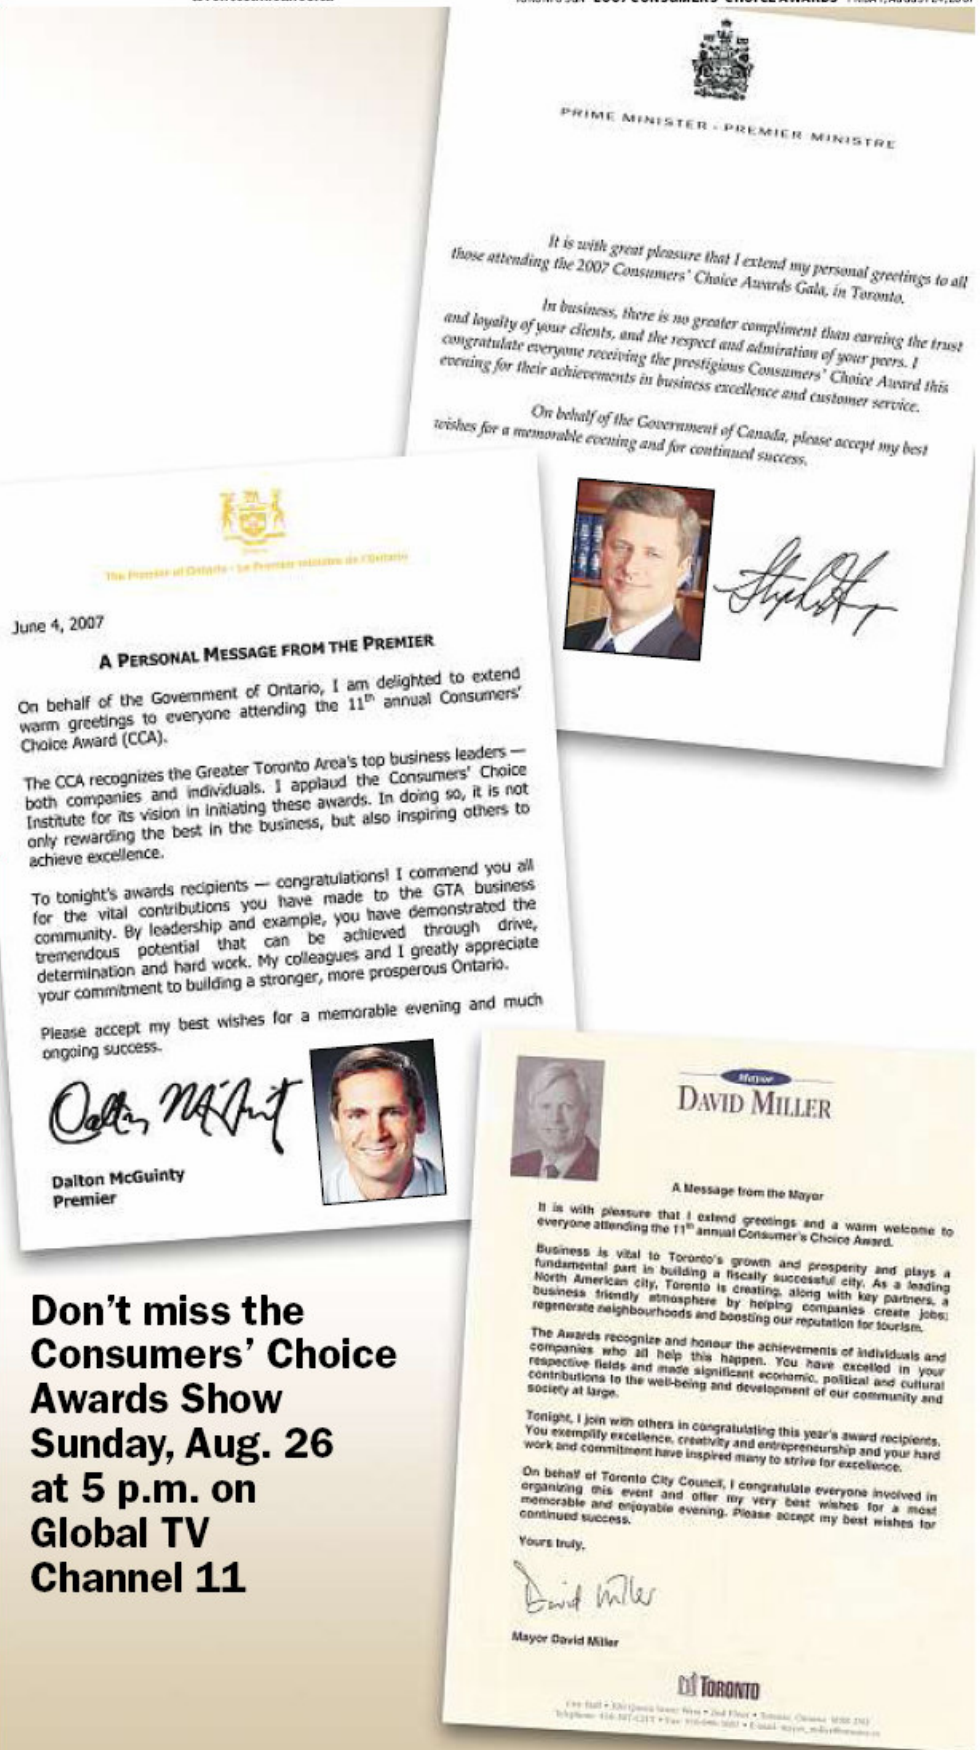 2007 CONSUMERS' CHOICE AWARDS
PRIME MINISTER - PREMIER MINISTRE
It is with great pleasure that I extend my personal greetings to all
those attending the 2007 Consumers' Choice Awards Gala, in Toronto.
In business, there is no greater compliment than earning the trust
and loyalty of your clients, and the respect and admiration of your peers. I
congratulate everyone receiving the prestigious Consumers' Choice Award this
evening for their achievements in business excellence and customer service.
On behalf of the Government of Canada, please accept my best
wishes for a memorable evening and for continued success.
The Premier of Ontario - Le Premier ministre de l'Ontario
June 4, 2007
A PERSONAL MESSAGE FROM THE PREMIER
On behalf of the Government of Ontario, I am delighted to extend
warm greetings to everyone attending the 11th annual Consumers'
Choice Award (CCA).
The CCA recognizes the Greater Toronto Area's top business leaders —
both companies and individuals. I applaud the Consumers' Choice
Institute for its vision in initiating these awards. In doing so, it is not
only rewarding the best in the business, but also inspiring others to
achieve excellence.
To tonight's awards recipients — congratulations! I commend you all
for the vital contributions you have made to the GTA business
community. By leadership and example, you have demonstrated the
tremendous potential that can be achieved through drive,
determination and hard work. My colleagues and I greatly appreciate
your commitment to building a stronger, more prosperous Ontario.
Please accept my best wishes for a memorable evening and much
ongoing success.
Dalton McGuinty
Premier
Mayor
DAVID MILLER
A Message from the Mayor
It is with pleasure that I extend greetings and a warm welcome to
everyone attending the 11th annual Consumer's Choice Award.
Business is vital to Toronto's growth and prosperity and plays a
fundamental part in building a fiscally successful city. As a leading
North American city, Toronto is creating, along with key partners, a
business friendly atmosphere by helping companies create jobs;
regenerate neighbourhoods and boosting our reputation for tourism.
The Awards recognize and honour the achievements of individuals and
companies who all help this happen. You have excelled in your
respective fields and made significant economic, political and cultural
contributions to the well-being and development of our community and
society at large.
Tonight, I join with others in congratulating this year's award recipients.
You exemplify excellence, creativity and entrepreneurship and your hard
work and commitment have inspired many to strive for excellence.
On behalf of Toronto City Council, I congratulate everyone involved in
organizing this event and offer my very best wishes for a most
memorable and enjoyable evening. Please accept my best wishes for
continued success.
Yours truly,
David Miller
Mayor David Miller
TORONTO
Don't miss the
Consumers' Choice
Awards Show
Sunday, Aug. 26
at 5 p.m. on
Global TV
Channel 11